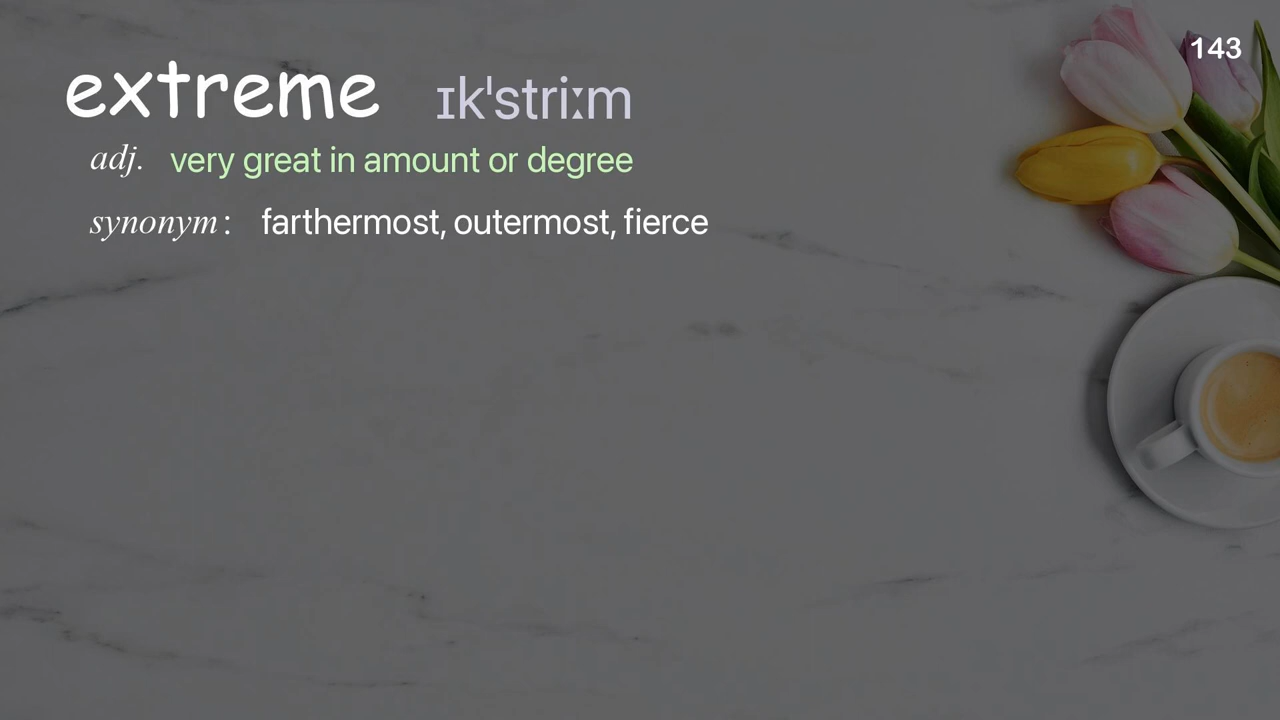 143
extreme ɪkˈstriːm
adj. very great in amount or degree
synonym: farthermost, outermost, fierce